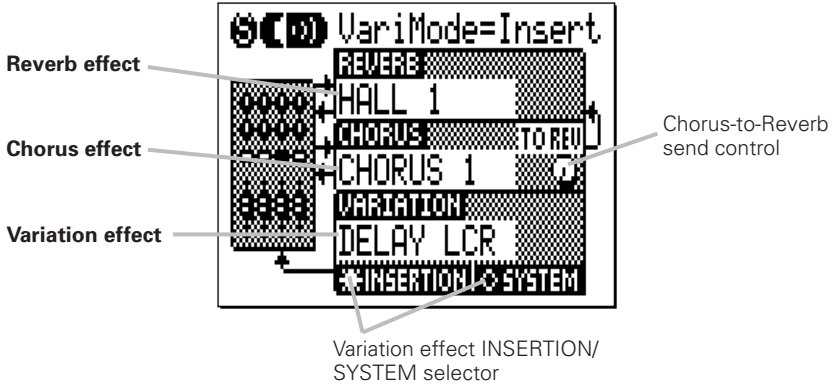 VariMode=Insert
Reverb effect
REVERB
HALL 1
Chorus effect
CHORUS
TO REV
CHORUS 1
Chorus-to-Reverb
send control
Variation effect
VARIATION
DELAY LCR
INSERTION SYSTEM
Variation effect INSERTION/
SYSTEM selector